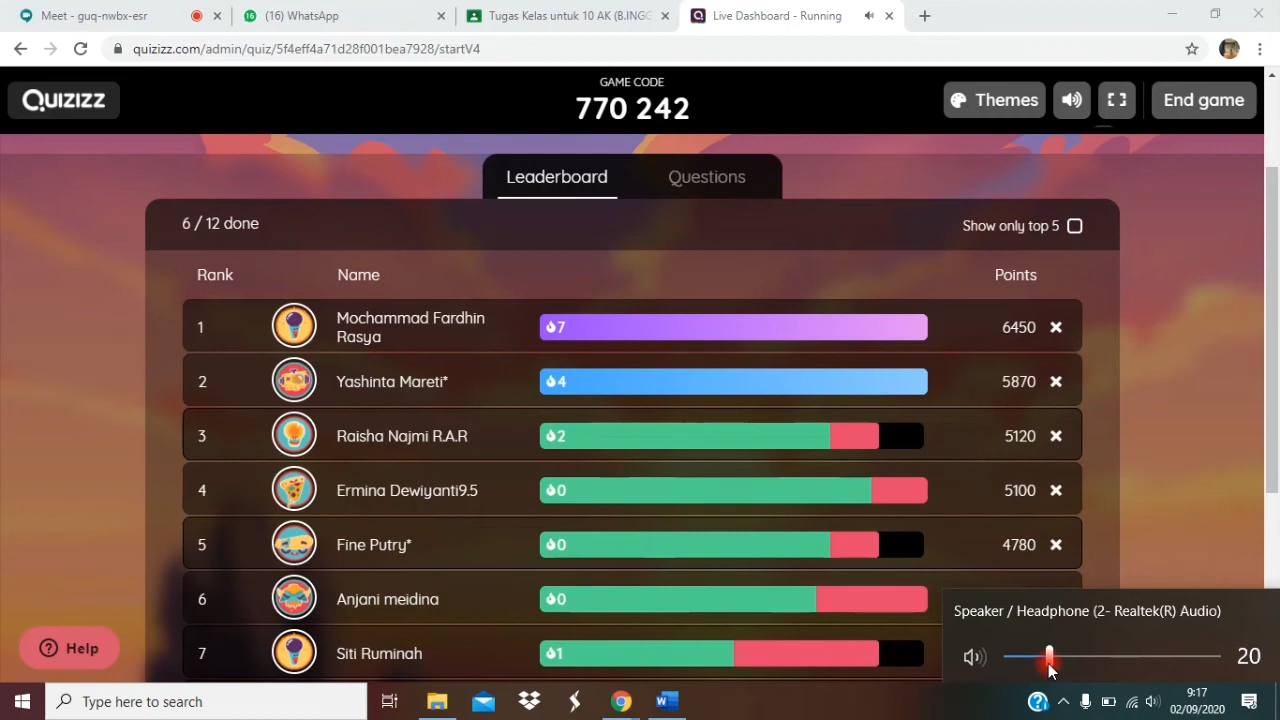 Meet - guq-nwbx-esr
(16) WhatsApp
Tugas Kelas untuk 10 AK (B.INGG
Live Dashboard - Running
quizizz.com/admin/quiz/5f4eff4a71d28f001bea7928/startV4
Quizizz
GAME CODE
770 242
Themes
End game
Leaderboard
Questions
6 / 12 done
Show only top 5
Rank
Name
Points
1
Mochammad Fardhin
Rasya
7
6450
2
Yashinta Mareti*
4
5870
3
Raisha Najmi R.A.R
2
5120
4
Ermina Dewiyanti9.5
0
5100
5
Fine Putry*
0
4780
6
Anjani meidina
0
7
Siti Ruminah
1
Help
Speaker / Headphone (2- Realtek(R) Audio)
20
Type here to search
9:17
02/09/2020